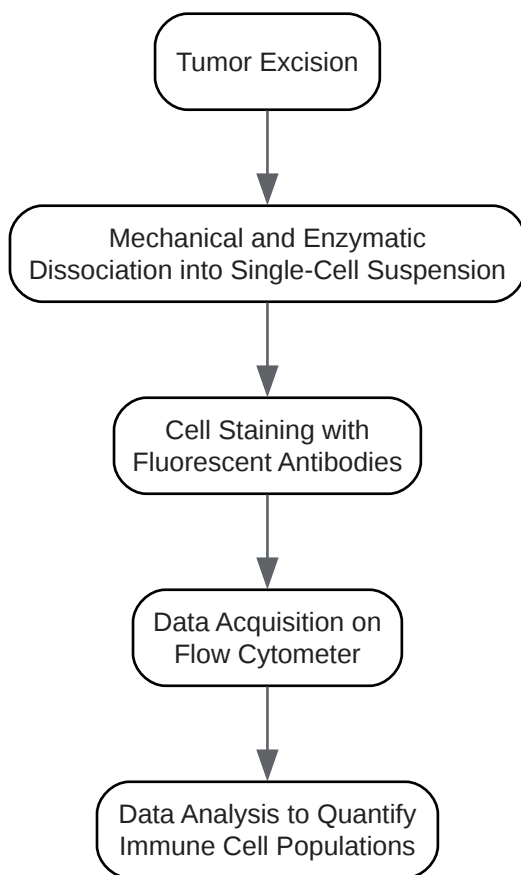 Tumor Excision
Mechanical and Enzymatic
Dissociation into Single-Cell Suspension
Cell Staining with
Fluorescent Antibodies
Data Acquisition on
Flow Cytometer
Data Analysis to Quantify
Immune Cell Populations